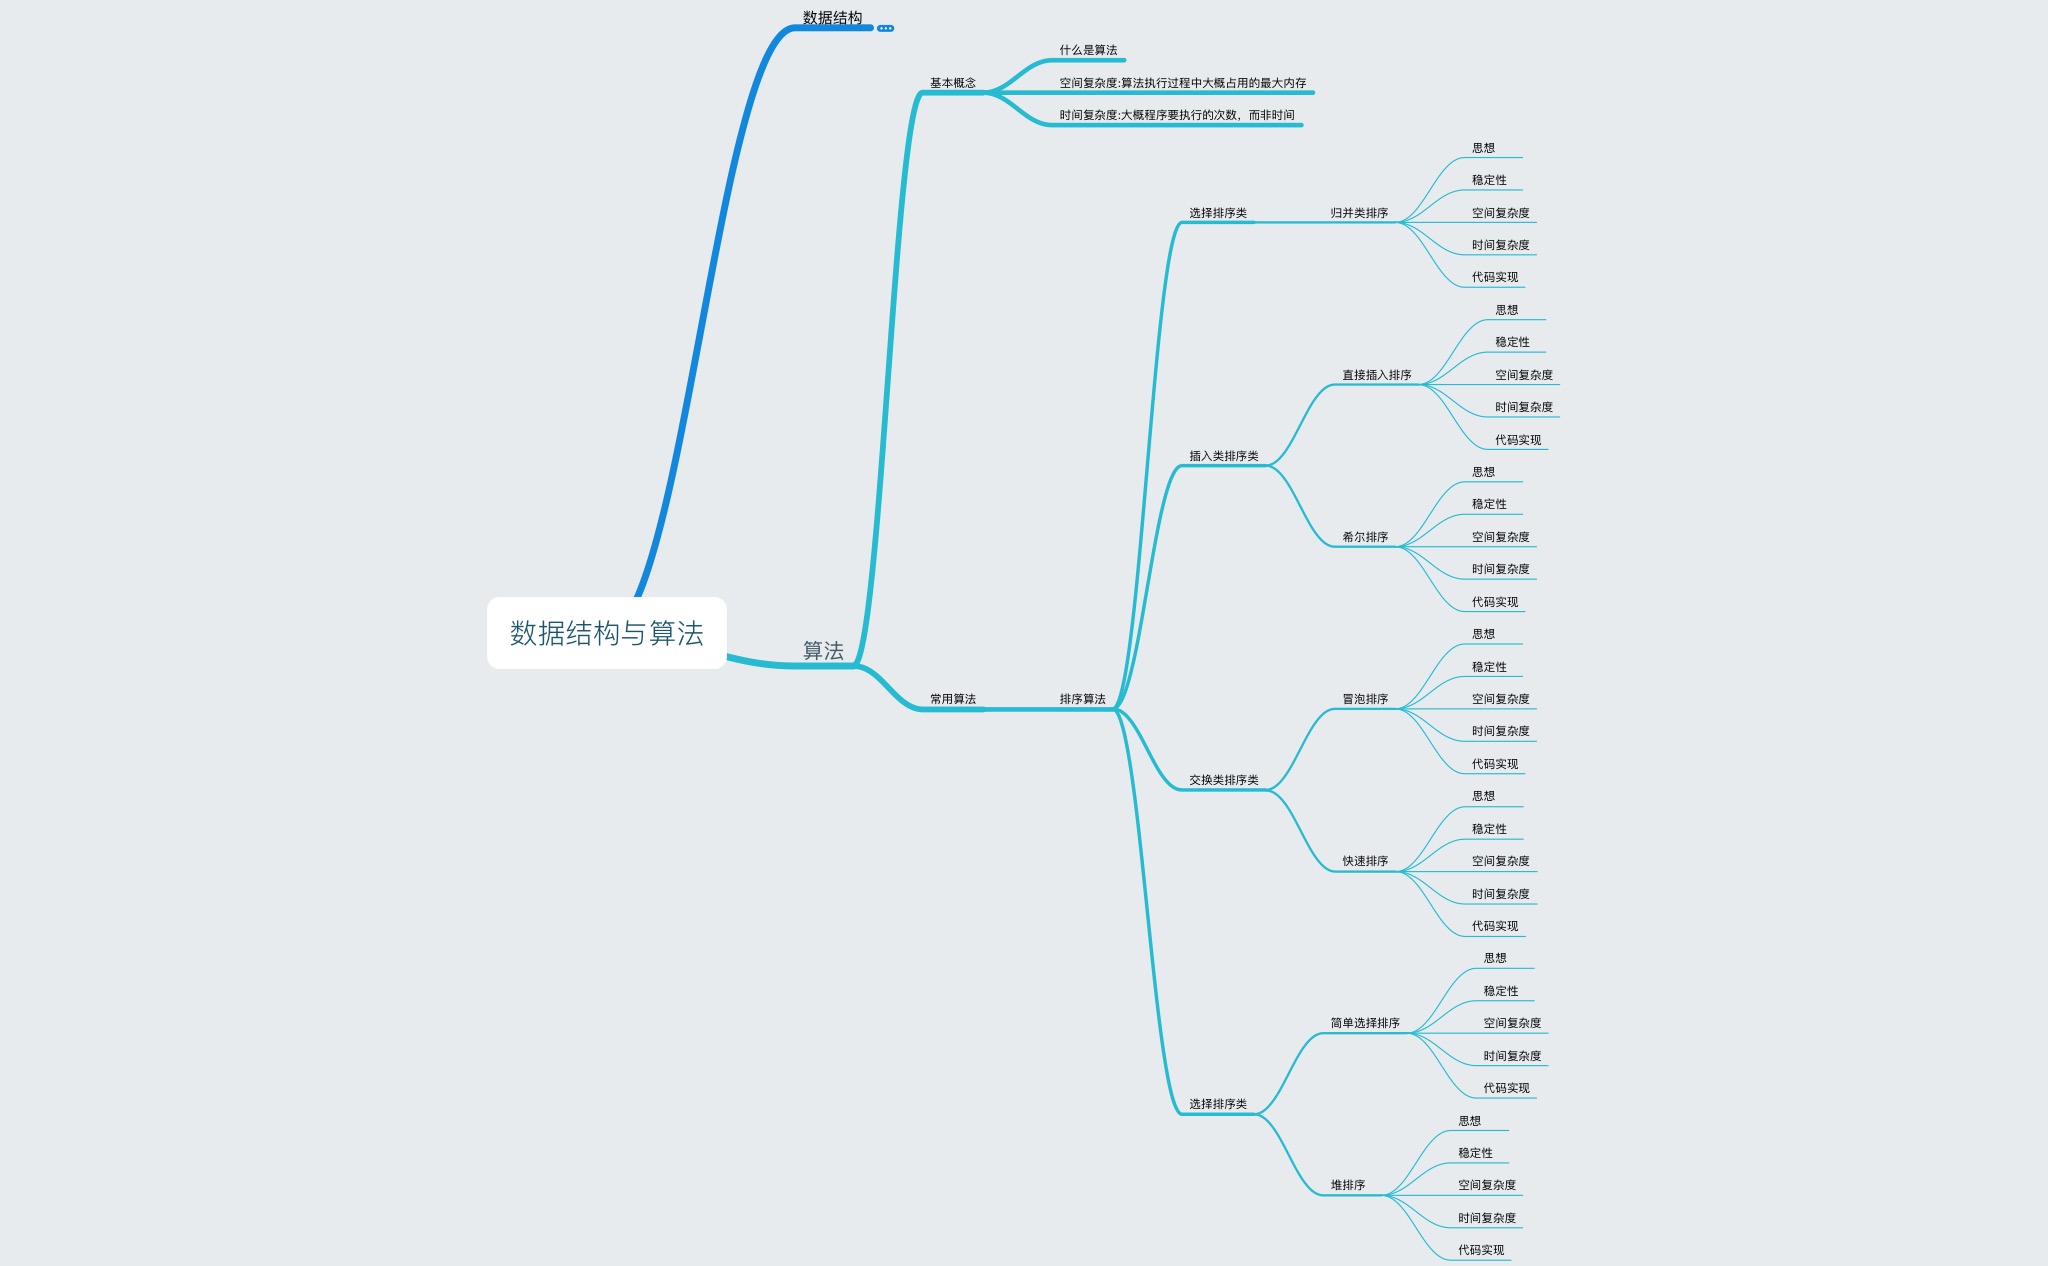 数据结构
什么是算法
基本概念
空间复杂度:算法执行过程中大概占用的最大内存
时间复杂度:大概程序要执行的次数，而非时间
思想
稳定性
选择排序类
归并类排序
空间复杂度
时间复杂度
代码实现
思想
稳定性
直接插入排序
空间复杂度
时间复杂度
代码实现
插入类排序类
思想
稳定性
希尔排序
空间复杂度
时间复杂度
代码实现
数据结构与算法
算法
思想
稳定性
常用算法
排序算法
冒泡排序
空间复杂度
时间复杂度
代码实现
交换类排序类
思想
稳定性
快速排序
空间复杂度
时间复杂度
代码实现
思想
稳定性
简单选择排序
空间复杂度
时间复杂度
代码实现
选择排序类
思想
稳定性
堆排序
空间复杂度
时间复杂度
代码实现